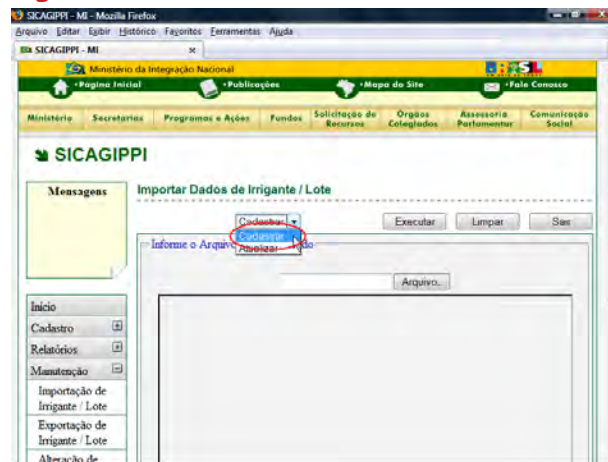 SICAGIPPI - MI - Mozilla Firefox
Arquivo Editar Exibir Histórico Favoritos Ferramentas Ajuda
SICAGIPPI - MI
Ministério da Integração Nacional
BRASIL
•Pagina Inicial •Publicações •Mapa do Site •Fale Conosco
Ministério Secretarias Programas e Ações Fundos Solicitação de Recursos Orgãos Colegiados Assessoria Parlamentar Comunicação Social
SICAGIPPI
Mensagens
Importar Dados de Irrigante / Lote
Cadastrar Executar Limpar Sair
Cadastrar
Atualizar
Informe o Arquivo
Arquivo..
Início
Cadastro
Relatórios
Manutenção
Importação de
Irrigante / Lote
Exportação de
Irrigante / Lote
Alteração de